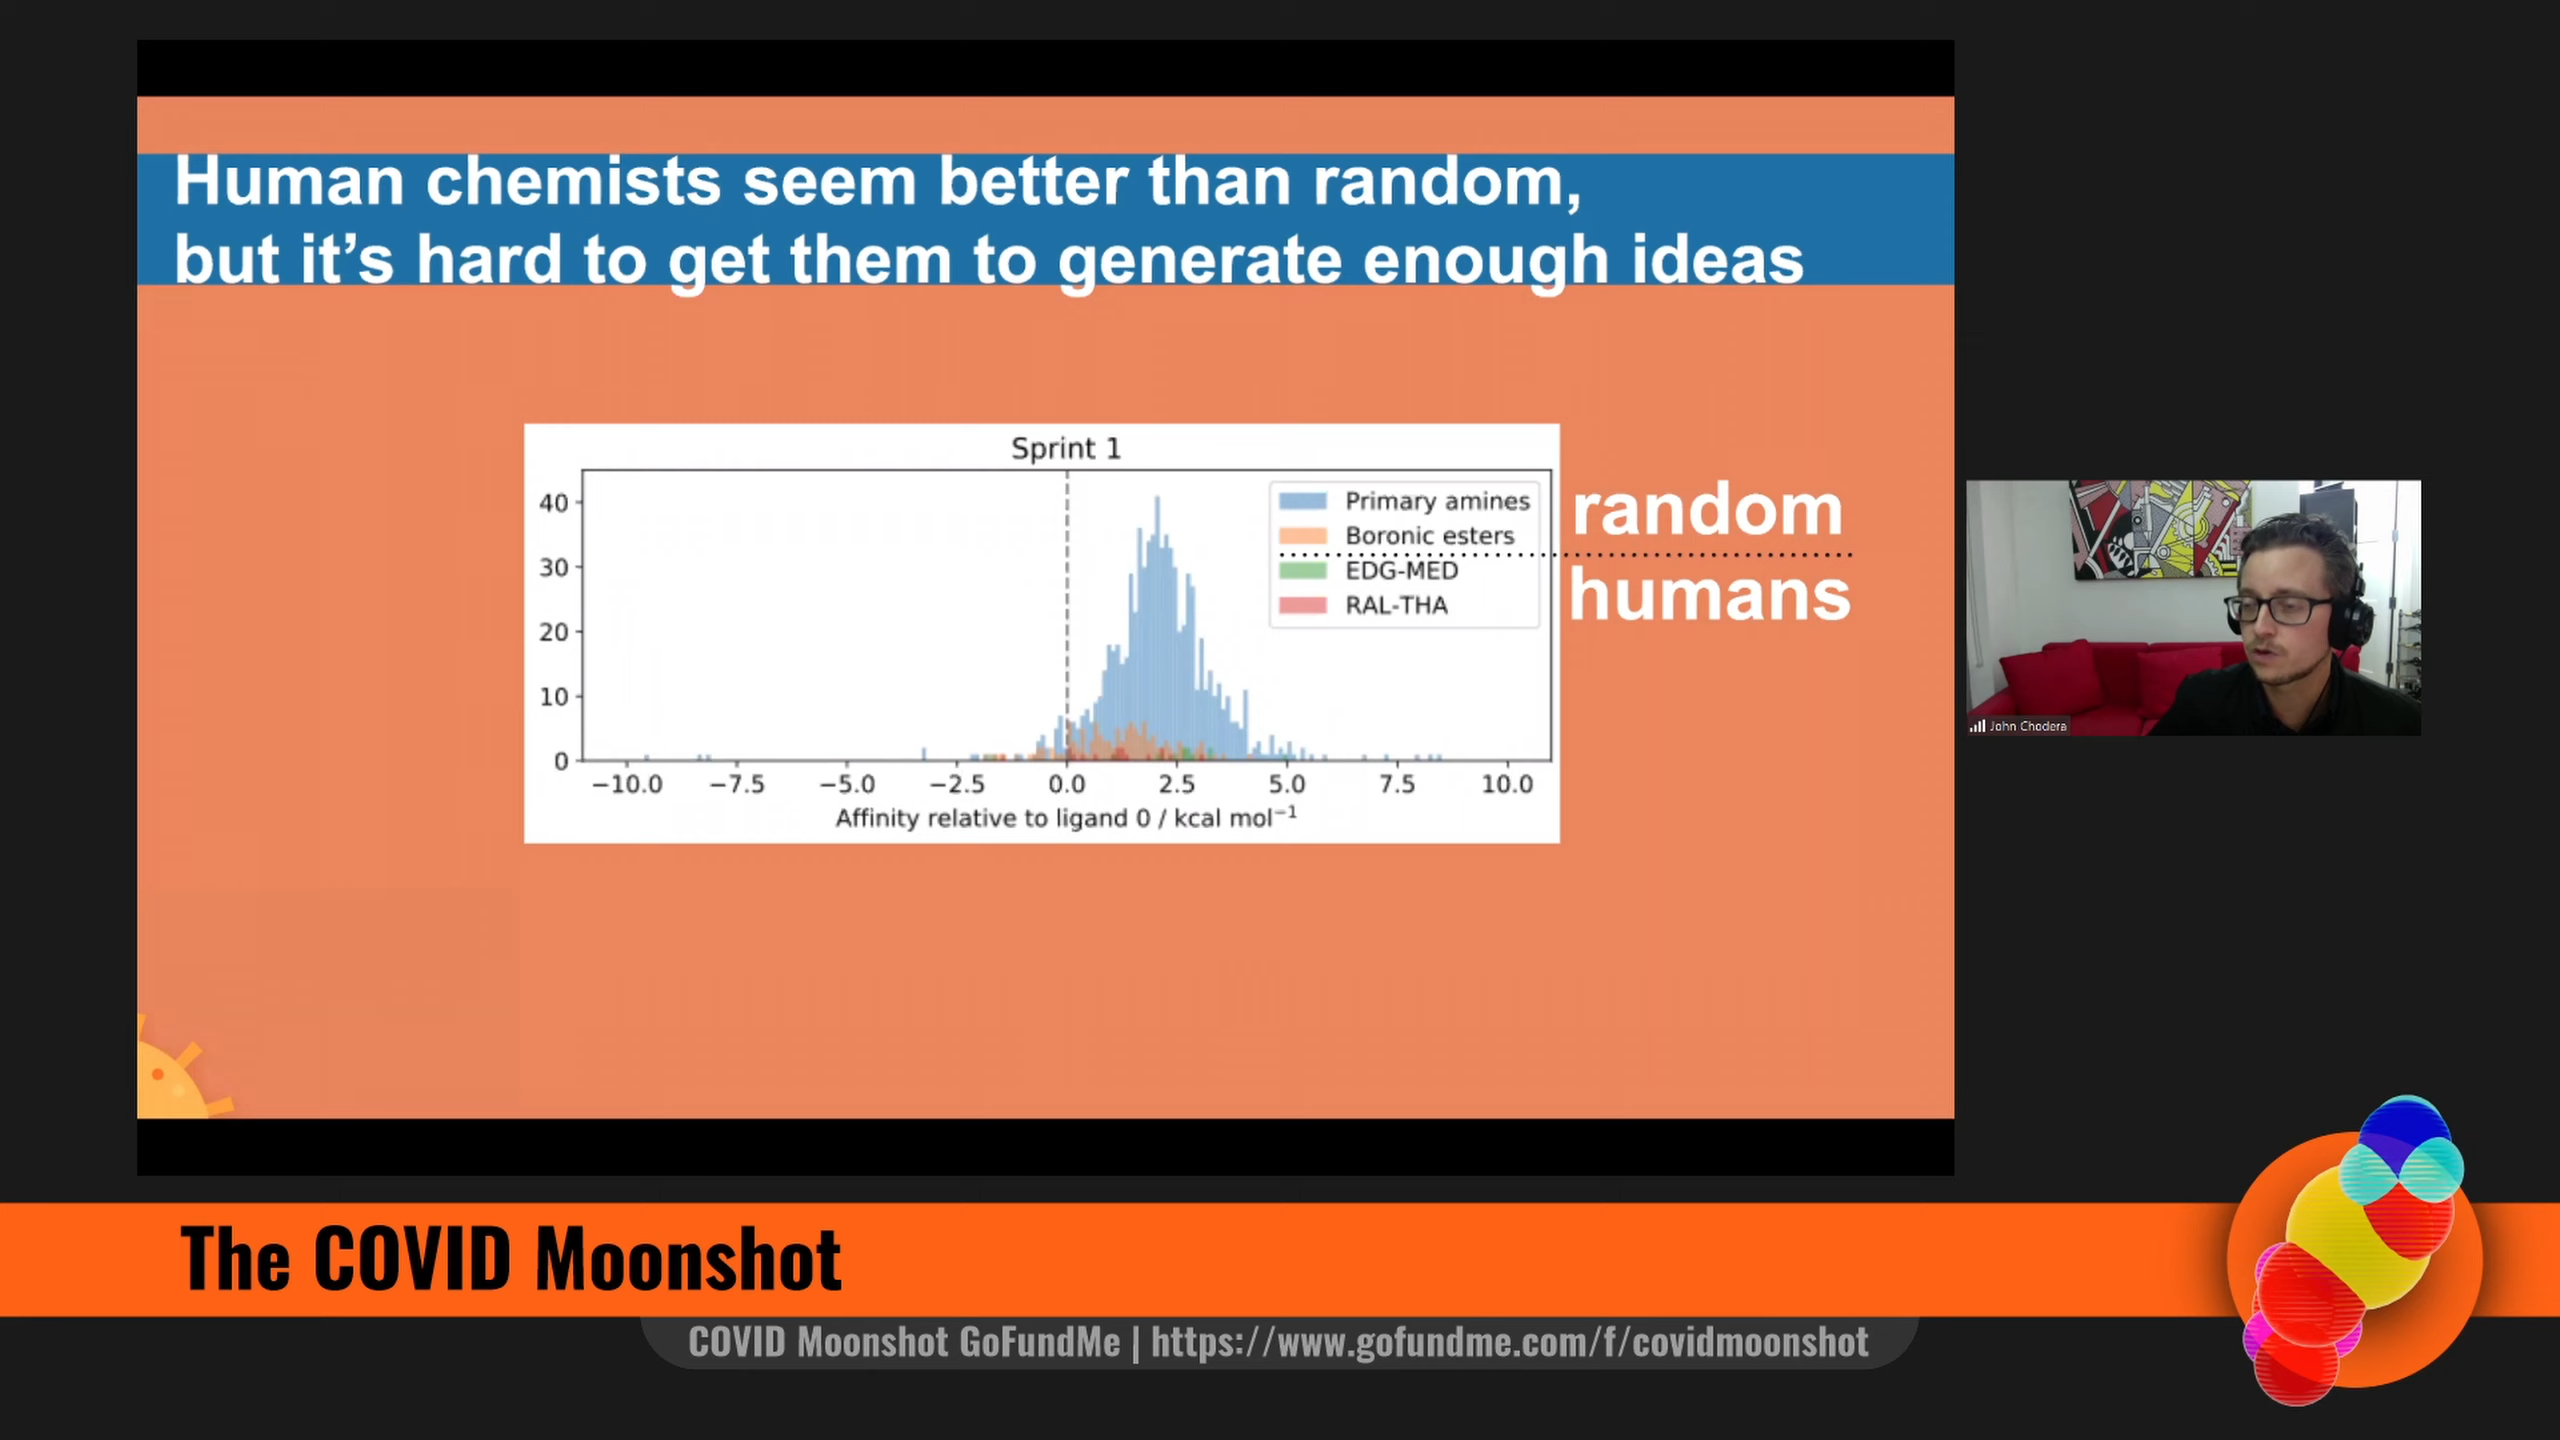 Human chemists seem better than random,
but it’s hard to get them to generate enough ideas
Sprint 1
40
30
20
10
0
Primary amines
Boronic esters
EDG-MED
RAL-THA
random
humans
−10.0 −7.5 −5.0 −2.5 0.0 2.5 5.0 7.5 10.0
Affinity relative to ligand 0 / kcal mol⁻¹
John Chodera
The COVID Moonshot
COVID Moonshot GoFundMe | https://www.gofundme.com/f/covidmoonshot